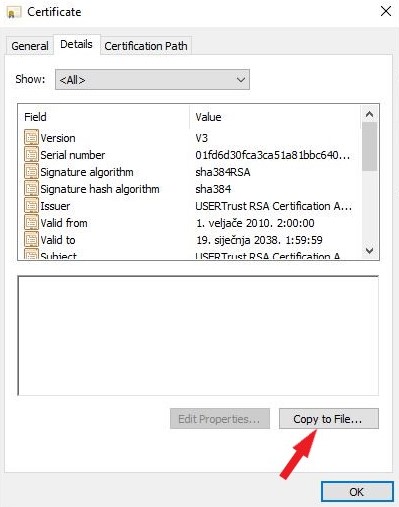 Certificate
General Details Certification Path
Show: <All>
Field Value
Version V3
Serial number 01fd6d30fca3ca51a81bbc640...
Signature algorithm sha384RSA
Signature hash algorithm sha384
Issuer USERTrust RSA Certification A...
Valid from 1. veljače 2010. 2:00:00
Valid to 19. siječnja 2038. 1:59:59
Subject USERTrust RSA Certification A...
Edit Properties... Copy to File...
OK